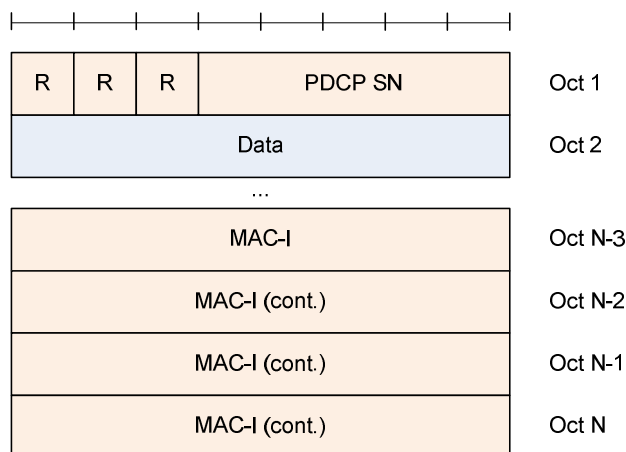 R R R PDCP SN Oct 1
Data Oct 2
...
MAC-I Oct N-3
MAC-I (cont.) Oct N-2
MAC-I (cont.) Oct N-1
MAC-I (cont.) Oct N